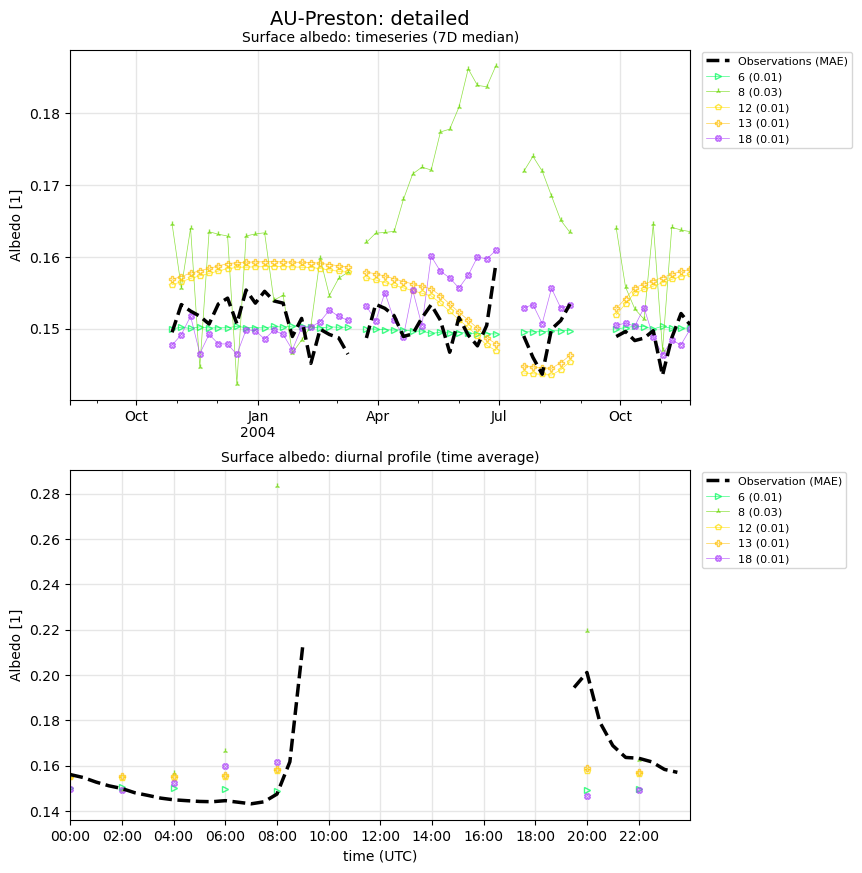 AU-Preston: detailed
Surface albedo: timeseries (7D median)
Albedo [1]
0.18
0.17
0.16
0.15
Oct
Jan
2004
Apr
Jul
Oct
Observations (MAE)
6 (0.01)
8 (0.03)
12 (0.01)
13 (0.01)
18 (0.01)
Surface albedo: diurnal profile (time average)
Albedo [1]
0.28
0.26
0.24
0.22
0.20
0.18
0.16
0.14
00:00
02:00
04:00
06:00
08:00
10:00
12:00
14:00
16:00
18:00
20:00
22:00
time (UTC)
Observation (MAE)
6 (0.01)
8 (0.03)
12 (0.01)
13 (0.01)
18 (0.01)